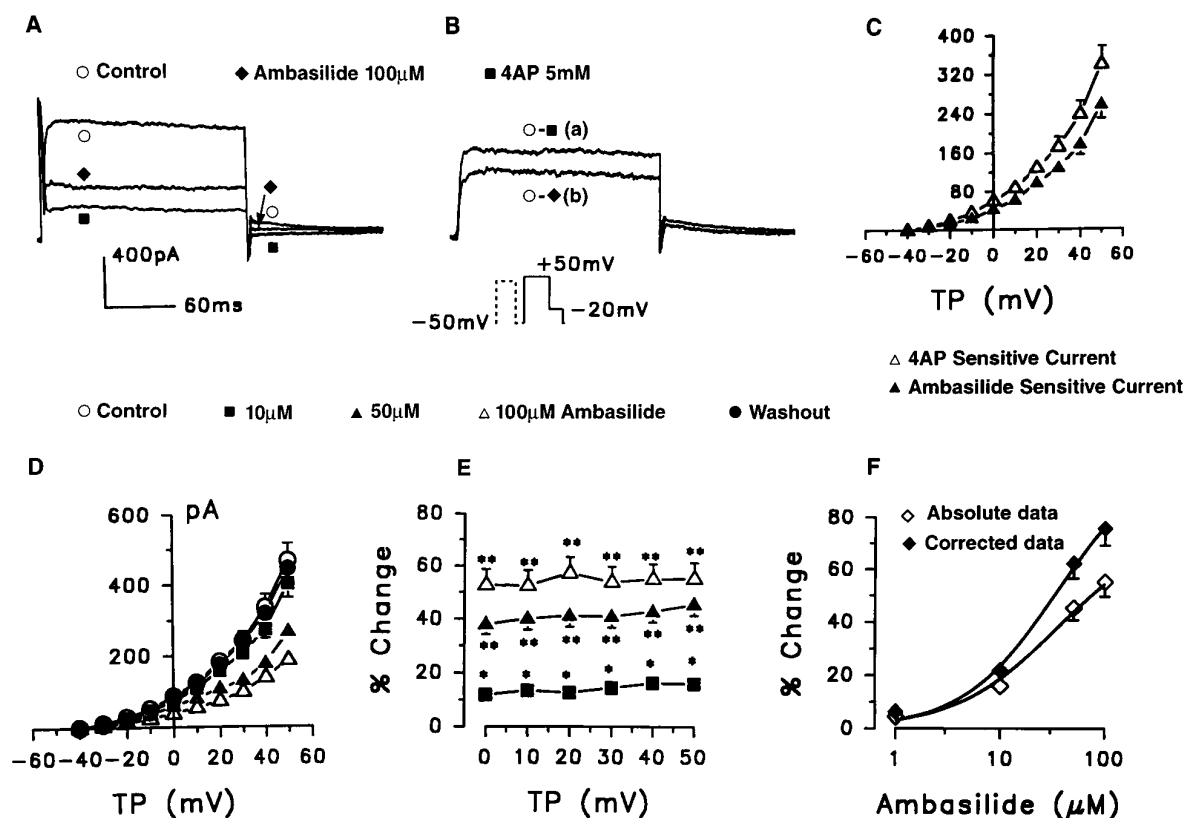 A
B
C
○ Control ◆ Ambasilide 100μM ■ 4AP 5mM
○
◆
■
◆
○
■
400pA
60ms
○-■ (a)
○-◆ (b)
+50mV
−50mV
−20mV
400
320
240
160
80
−60 −40 −20 0 20 40 60
TP (mV)
△ 4AP Sensitive Current
▲ Ambasilide Sensitive Current
○ Control ■ 10μM ▲ 50μM △ 100μM Ambasilide ● Washout
D
E
F
600
pA
400
200
−60 −40 −20 0 20 40 60
TP (mV)
% Change
80
60
40
20
0
** ** ** ** ** **
** ** ** ** ** **
* * * * * *
0 10 20 30 40 50
TP (mV)
% Change
80
60
40
20
0
◇ Absolute data
◆ Corrected data
1 10 100
Ambasilide (μM)